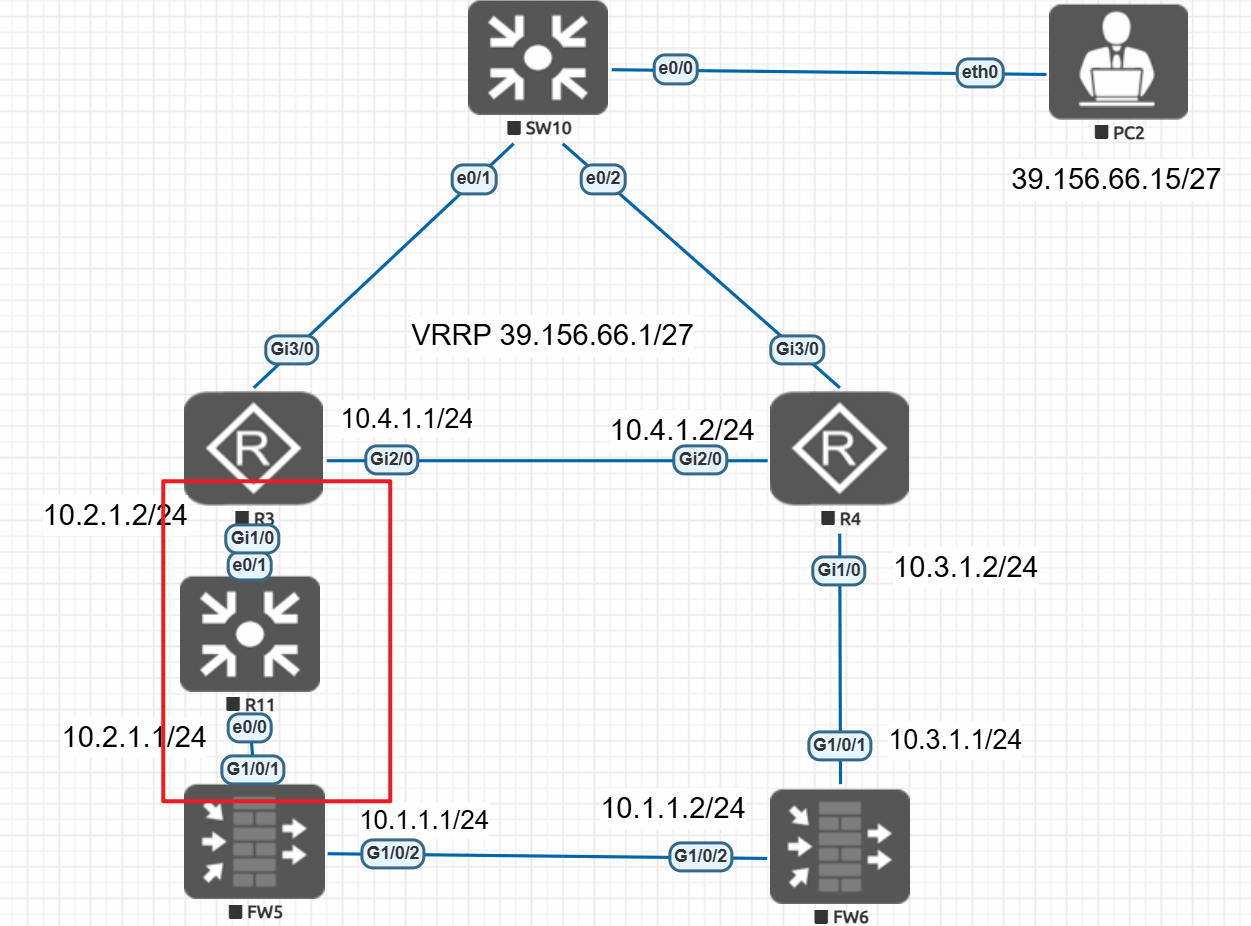 e0/0
eth0
SW10
PC2
e0/1
e0/2
39.156.66.15/27
VRRP 39.156.66.1/27
Gi3/0
Gi3/0
R
R
10.4.1.1/24
10.4.1.2/24
Gi2/0
Gi2/0
10.2.1.2/24
R3
R4
Gi1/0
e0/1
Gi1/0
10.3.1.2/24
R11
10.2.1.1/24
e0/0
G1/0/1
G1/0/1
10.3.1.1/24
10.1.1.1/24
10.1.1.2/24
G1/0/2
G1/0/2
FW5
FW6